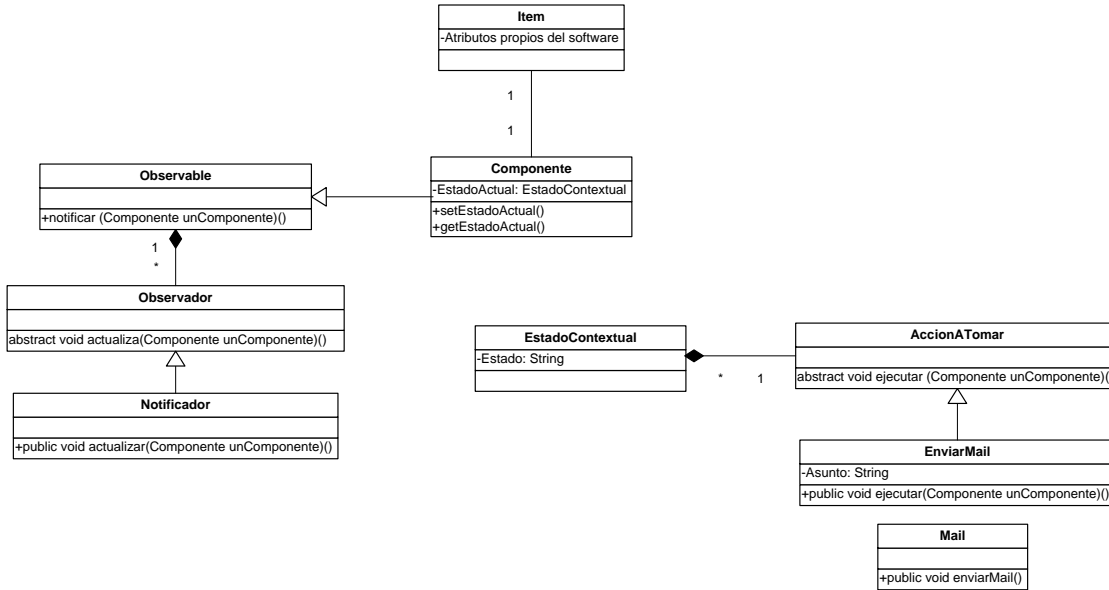 Item
-Atributos propios del software
1
1
Componente
-EstadoActual: EstadoContextual
+setEstadoActual()
+getEstadoActual()
Observable
+notificar (Componente unComponente)()
1
*
Observador
abstract void actualiza(Componente unComponente)()
Notificador
+public void actualizar(Componente unComponente)()
EstadoContextual
-Estado: String
*
1
AccionATomar
abstract void ejecutar (Componente unComponente)()
EnviarMail
-Asunto: String
+public void ejecutar(Componente unComponente)()
Mail
+public void enviarMail()